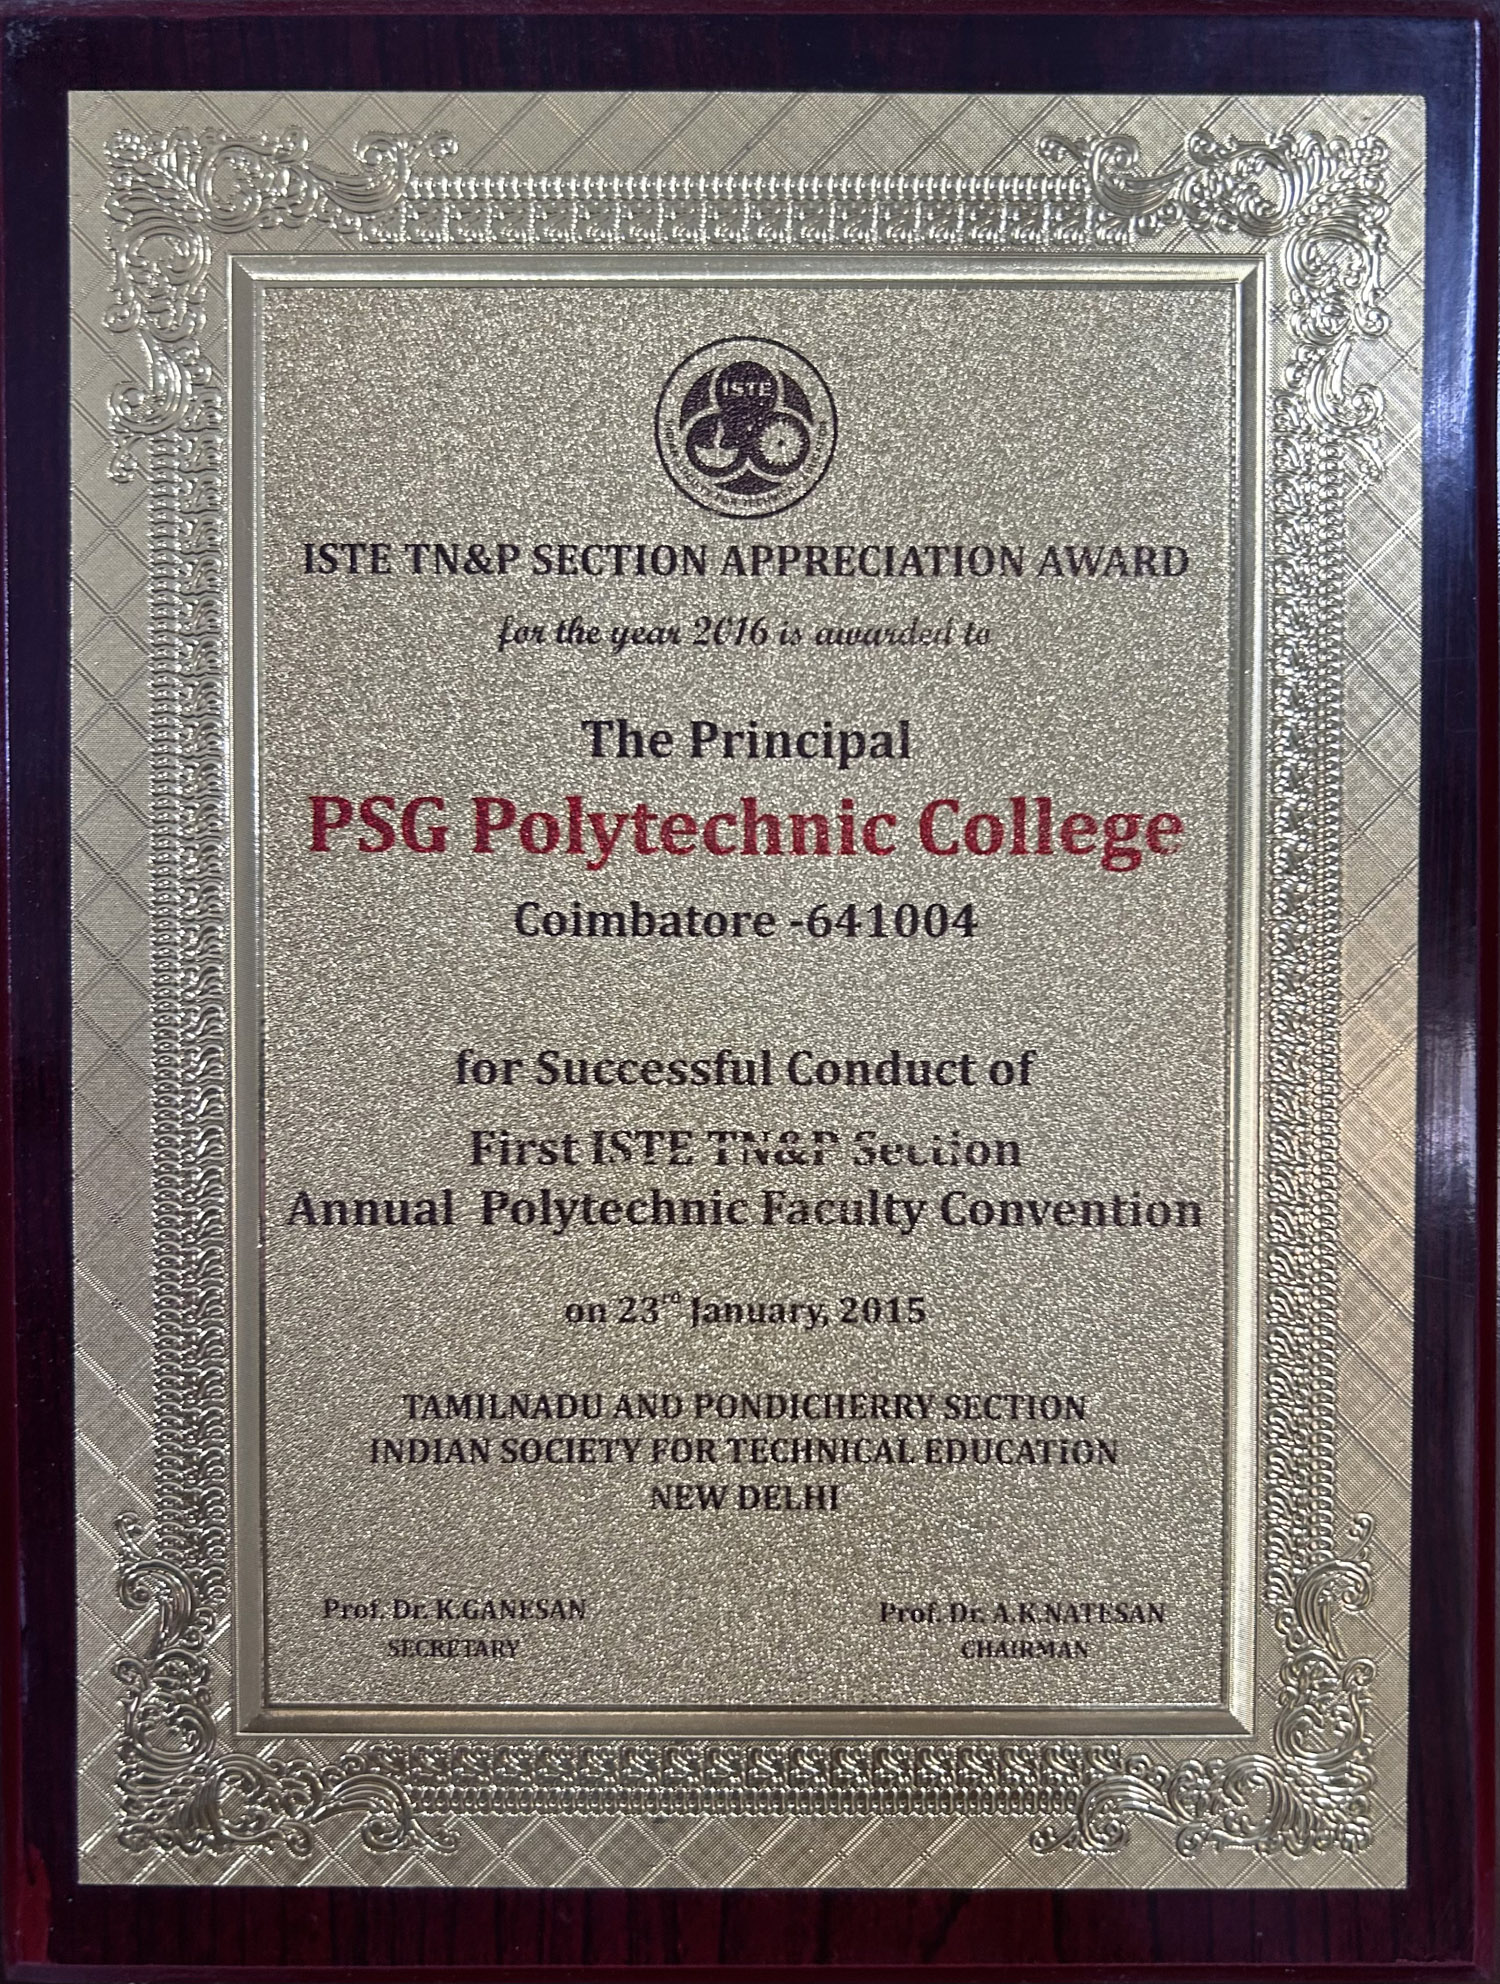 ISTE
ISTE TN&P SECTION APPRECIATION AWARD
for the year 2016 is awarded to
The Principal
PSG Polytechnic College
Coimbatore -641004
for Successful Conduct of
First ISTE TN&P Section
Annual Polytechnic Faculty Convention
on 23rd January, 2015
TAMILNADU AND PONDICHERRY SECTION
INDIAN SOCIETY FOR TECHNICAL EDUCATION
NEW DELHI
Prof. Dr. K.GANESAN
SECRETARY
Prof. Dr. A.K.NATESAN
CHAIRMAN